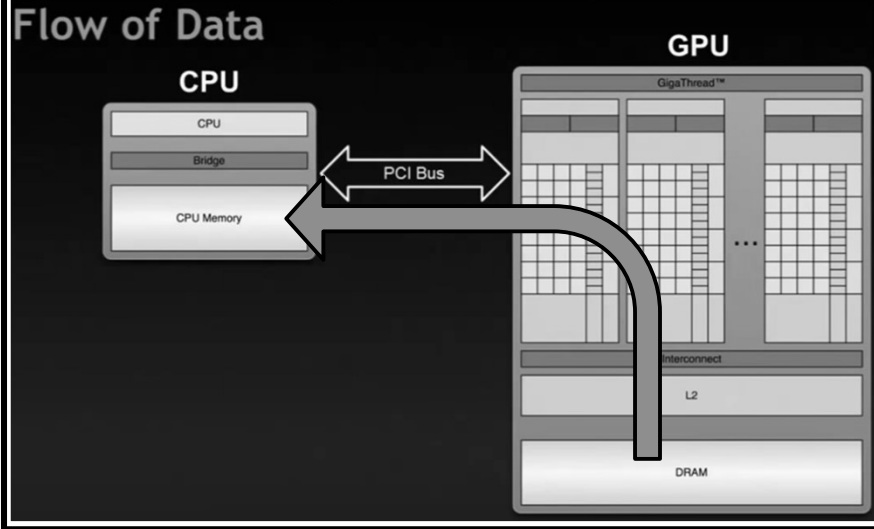 Flow of Data
CPU
GPU
CPU
Bridge
CPU Memory
PCI Bus
GigaThread™
...
Interconnect
L2
DRAM